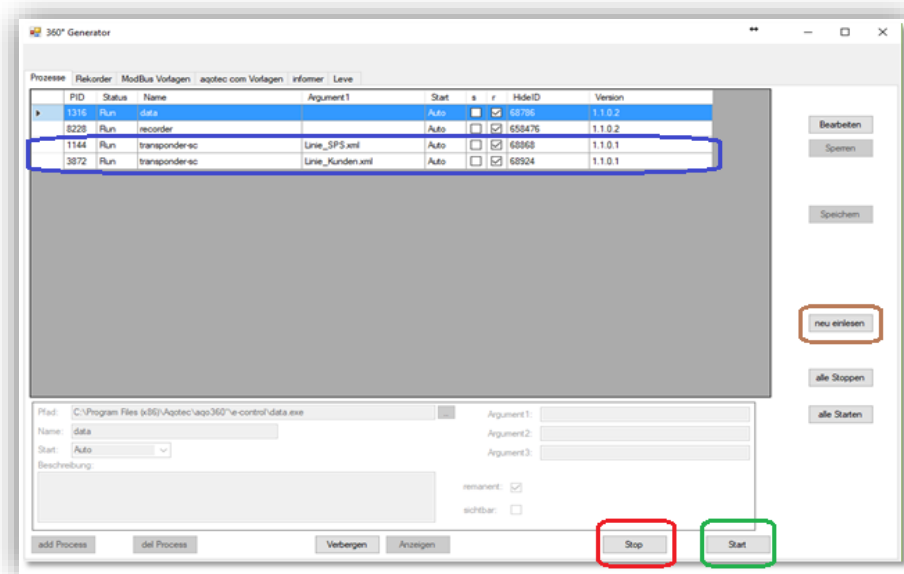 360° Generator
Prozesse Rekorder ModBus Vorlagen aqotec com Vorlagen informer Leve
PID Status Name Argument1 Start s r HideID Version
1316 Run data Auto 68786 1.1.0.2
8228 Run recorder Auto 658476 1.1.0.2
1144 Run transponder-sc Linie_SPS.xml Auto 68868 1.1.0.1
3872 Run transponder-sc Linie_Kunden.xml Auto 68924 1.1.0.1
Bearbeiten
Sperren
Speichern
neu einlesen
alle Stoppen
alle Starten
Pfad: C:\Program Files (x86)\Aqotec\aqo360°\e-control\data.exe ... Argument1:
Name: data Argument2:
Start: Auto Argument3:
Beschreibung:
remanent:
sichtbar:
add Process del Process Verbergen Anzeigen Stop Start